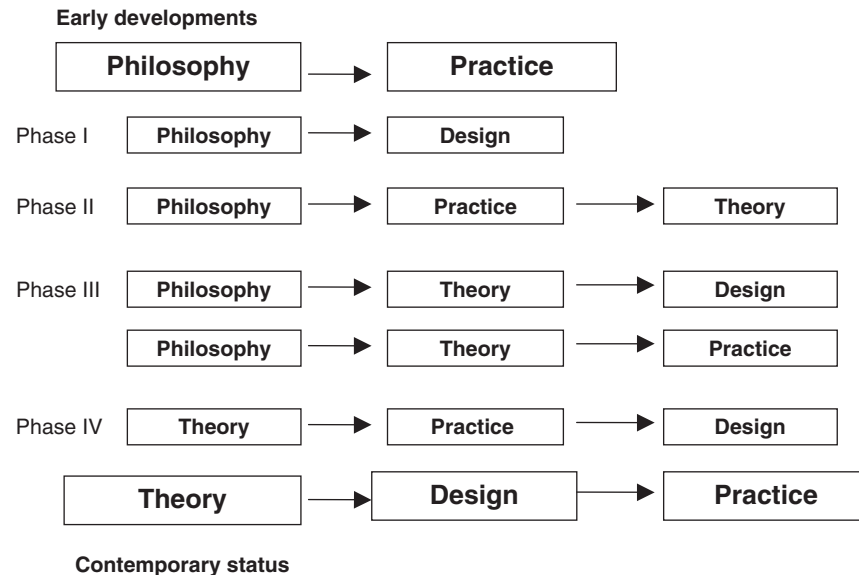 Early developments
Philosophy Practice
Phase I Philosophy Design
Phase II Philosophy Practice Theory
Phase III Philosophy Theory Design
Philosophy Theory Practice
Phase IV Theory Practice Design
Theory Design Practice
Contemporary status